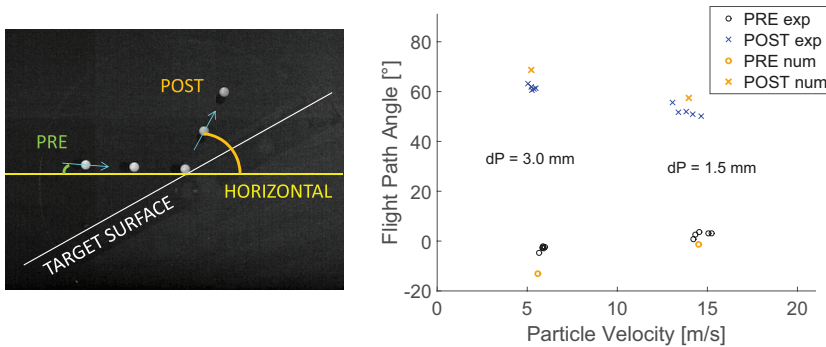 POST
PRE
HORIZONTAL
TARGET SURFACE
Flight Path Angle [°]
80
60
40
20
0
-20
0
5
10
15
20
Particle Velocity [m/s]
PRE exp
POST exp
PRE num
POST num
dP = 3.0 mm
dP = 1.5 mm